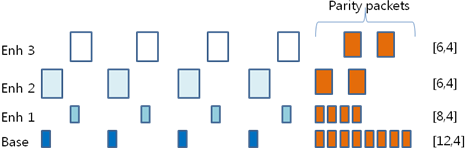 Parity packets
Enh 3 [6,4]
Enh 2 [6,4]
Enh 1 [8,4]
Base [12,4]